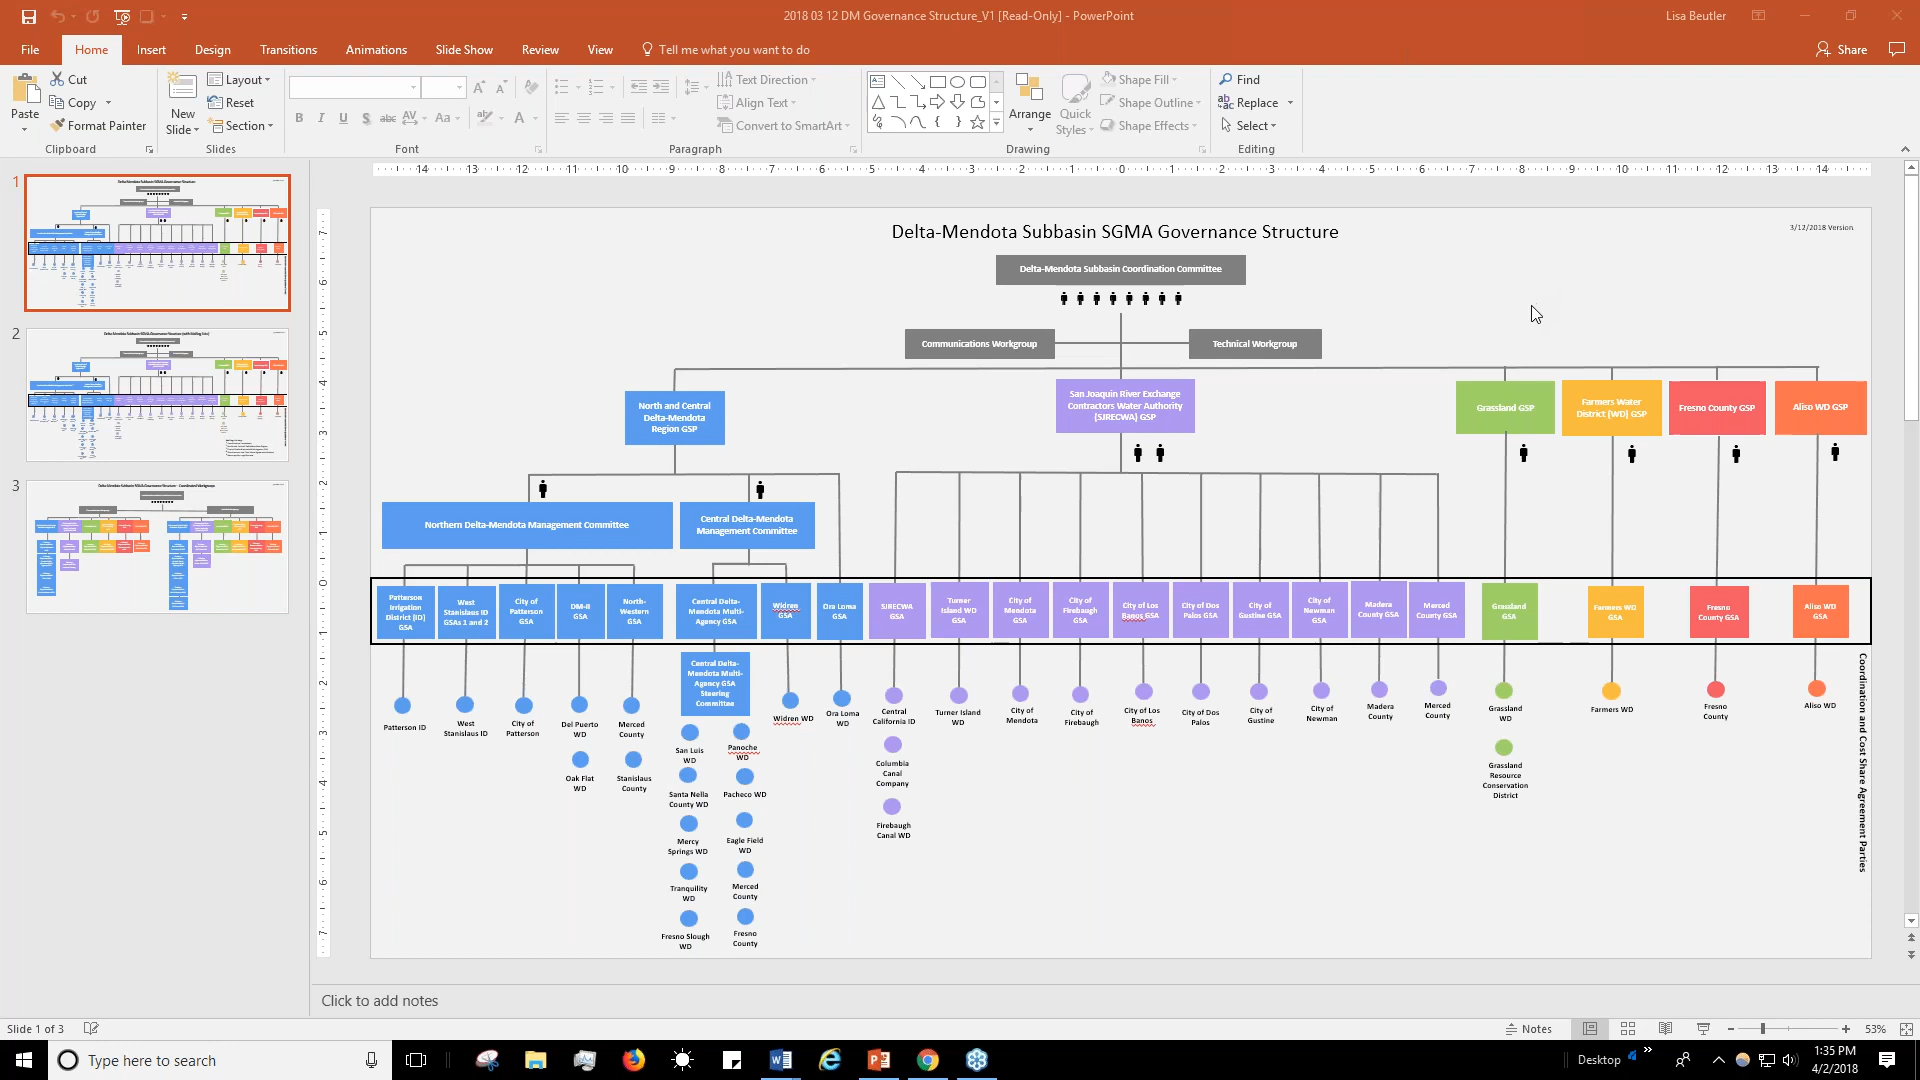 2018 03 12 DM Governance Structure_V1 [Read-Only] - PowerPoint
Lisa Beutler
File
Home
Insert
Design
Transitions
Animations
Slide Show
Review
View
Tell me what you want to do
Share
Paste
Cut
Copy
Format Painter
Clipboard
New
Slide
Layout
Reset
Section
Slides
Font
Text Direction
Align Text
Convert to SmartArt
Paragraph
Arrange
Quick
Styles
Shape Fill
Shape Outline
Shape Effects
Drawing
Find
Replace
Select
Editing
1
2
3
Delta-Mendota Subbasin SGMA Governance Structure
3/12/2018 Version
Delta-Mendota Subbasin Coordination Committee
Communications Workgroup
Technical Workgroup
North and Central
Delta-Mendota
Region GSP
San Joaquin River Exchange
Contractors Water Authority
(SJRECWA) GSP
Grassland GSP
Farmers Water
District (WD) GSP
Fresno County GSP
Aliso WD GSP
Northern Delta-Mendota Management Committee
Central Delta-Mendota
Management Committee
Patterson
Irrigation
District (ID)
GSA
West
Stanislaus ID
GSAs 1 and 2
City of
Patterson
GSA
DM-II
GSA
North-
Western
GSA
Central Delta-
Mendota Multi-
Agency GSA
Widren
GSA
Ora Loma
GSA
SJRECWA
GSA
Turner
Island WD
GSA
City of
Mendota
GSA
City of
Firebaugh
GSA
City of Los
Banos GSA
City of Dos
Palos GSA
City of
Gustine GSA
City of
Newman
GSA
Madera
County GSA
Merced
County GSA
Grassland
GSA
Farmers WD
GSA
Fresno
County GSA
Aliso WD
GSA
Central Delta-
Mendota Multi-
Agency GSA
Steering
Committee
Patterson ID
West
Stanislaus ID
City of
Patterson
Del Puerto
WD
Oak Flat
WD
Merced
County
Stanislaus
County
San Luis
WD
Santa Nella
County WD
Mercy
Springs WD
Tranquility
WD
Fresno Slough
WD
Panoche
WD
Pacheco WD
Eagle Field
WD
Merced
County
Fresno
County
Widren WD
Ora Loma
WD
Central
California ID
Columbia
Canal
Company
Firebaugh
Canal WD
Turner Island
WD
City of
Mendota
City of
Firebaugh
City of Los
Banos
City of Dos
Palos
City of
Gustine
City of
Newman
Madera
County
Merced
County
Grassland
WD
Grassland
Resource
Conservation
District
Farmers WD
Fresno
County
Aliso WD
Coordination and Cost Share Agreement Parties
Click to add notes
Slide 1 of 3
Notes
53%
Type here to search
Desktop
1:35 PM
4/2/2018